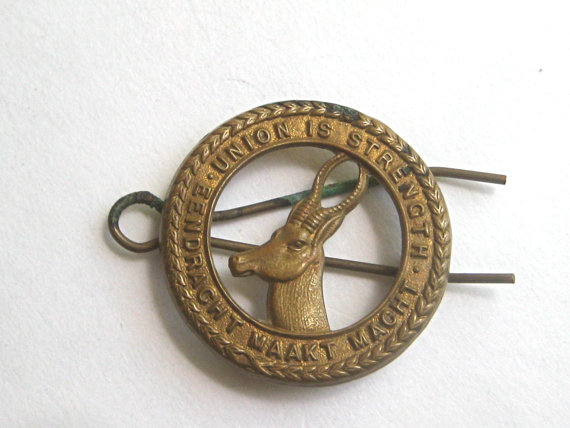 UNION IS STRENGTH
EENDRACHT MAAKT MACHT